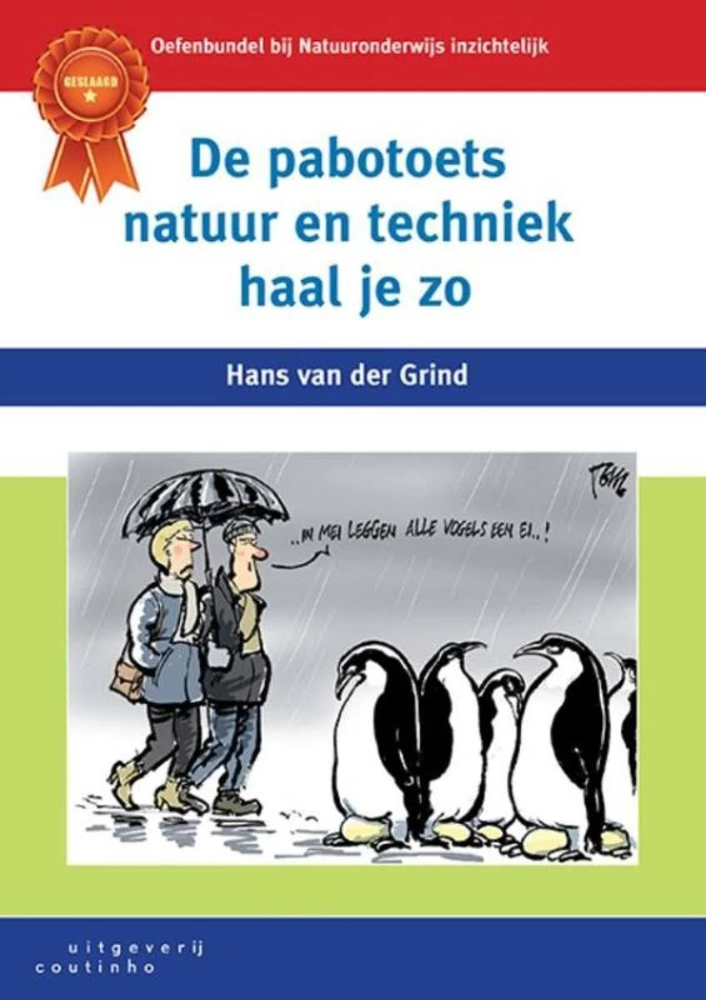 Oefenbundel bij Natuuronderwijs inzichtelijk
GESLAAGD
De pabotoets
natuur en techniek
haal je zo
Hans van der Grind
..IN MEI LEGGEN ALLE VOGELS EEN EI..!
uitgeverij
coutinho